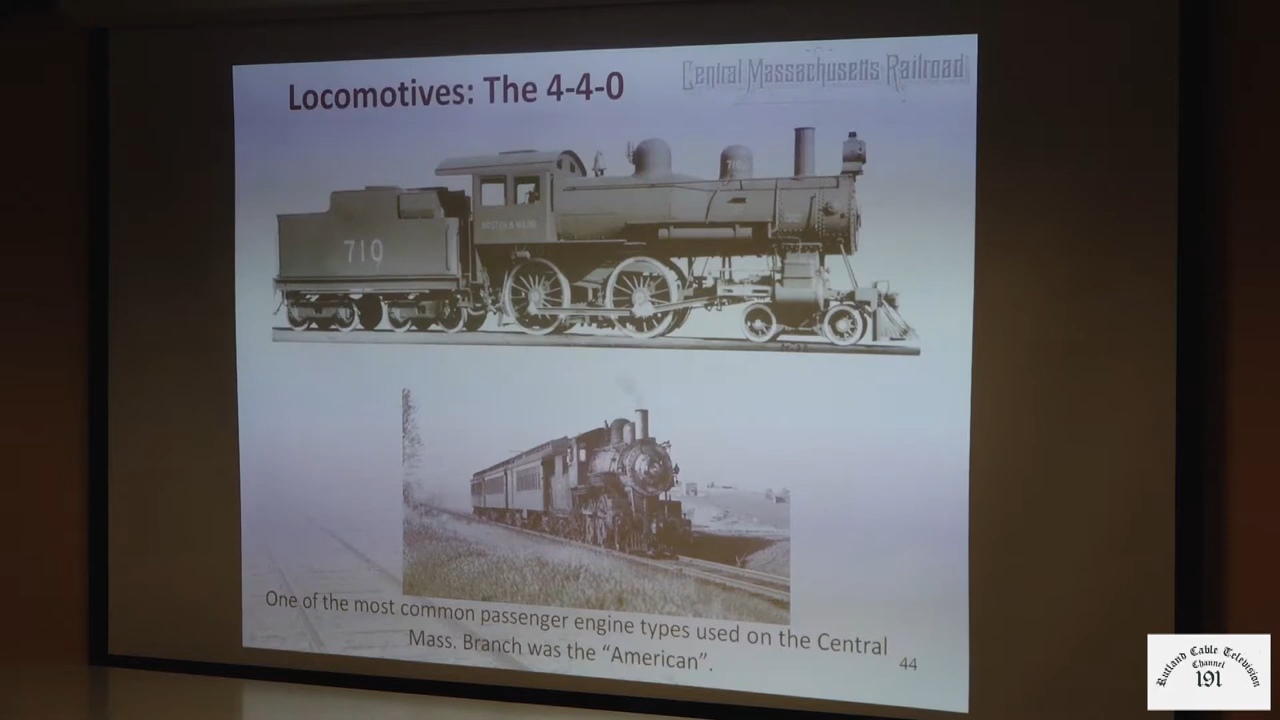 Locomotives: The 4-4-0
Central Massachusetts Railroad
710
BOSTON & MAINE
710
One of the most common passenger engine types used on the Central
Mass. Branch was the “American”.
44
Rutland Cable Television
Channel
191